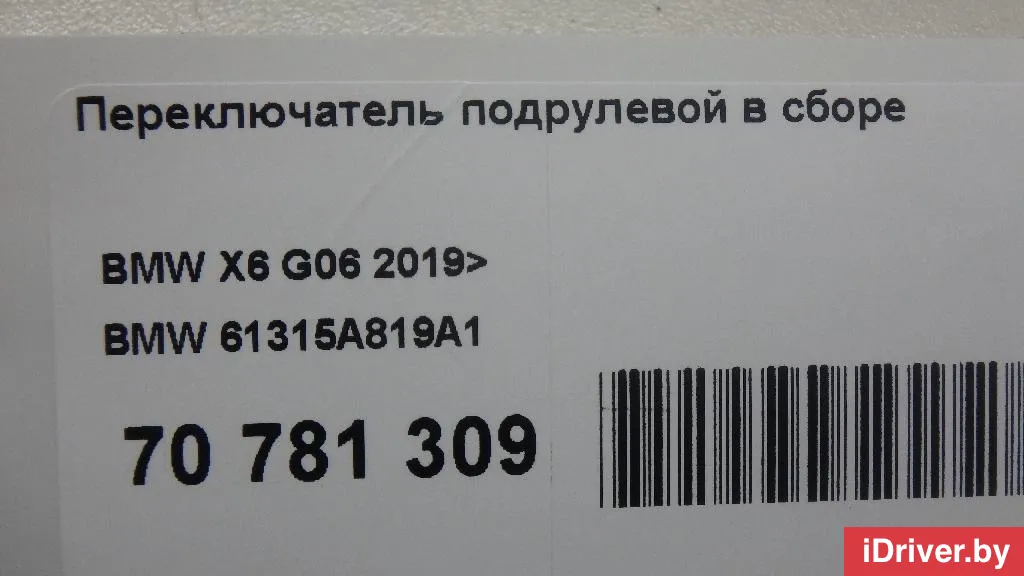 Переключатель подрулевой в сборе
BMW X6 G06 2019>
BMW 61315A819A1
70 781 309
iDriver.by